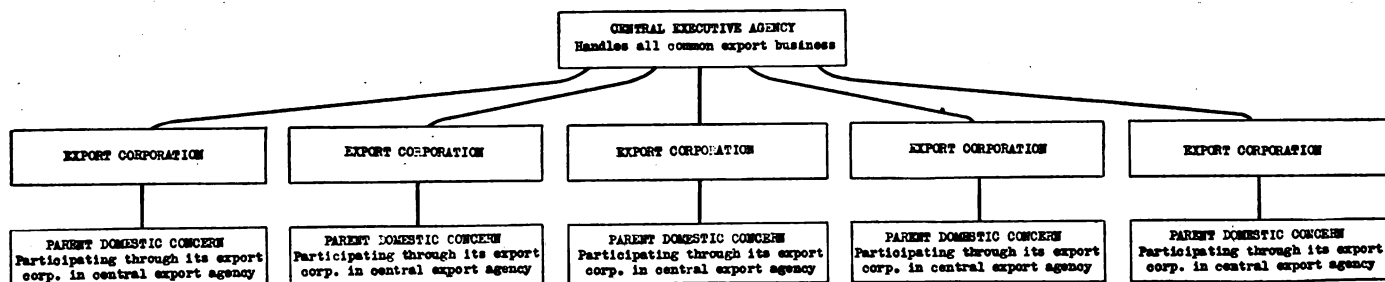 CENTRAL EXECUTIVE AGENCY
Handles all common export business
EXPORT CORPORATION
EXPORT CORPORATION
EXPORT CORPORATION
EXPORT CORPORATION
EXPORT CORPORATION
PARENT DOMESTIC CONCERN
Participating through its export
corp. in central export agency
PARENT DOMESTIC CONCERN
Participating through its export
corp. in central export agency
PARENT DOMESTIC CONCERN
Participating through its export
corp. in central export agency
PARENT DOMESTIC CONCERN
Participating through its export
corp. in central export agency
PARENT DOMESTIC CONCERN
Participating through its export
corp. in central export agency